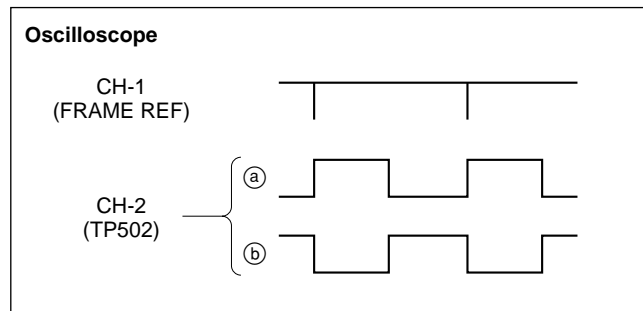 Oscilloscope
CH-1
(FRAME REF)
ⓐ
CH-2
(TP502)
ⓑ